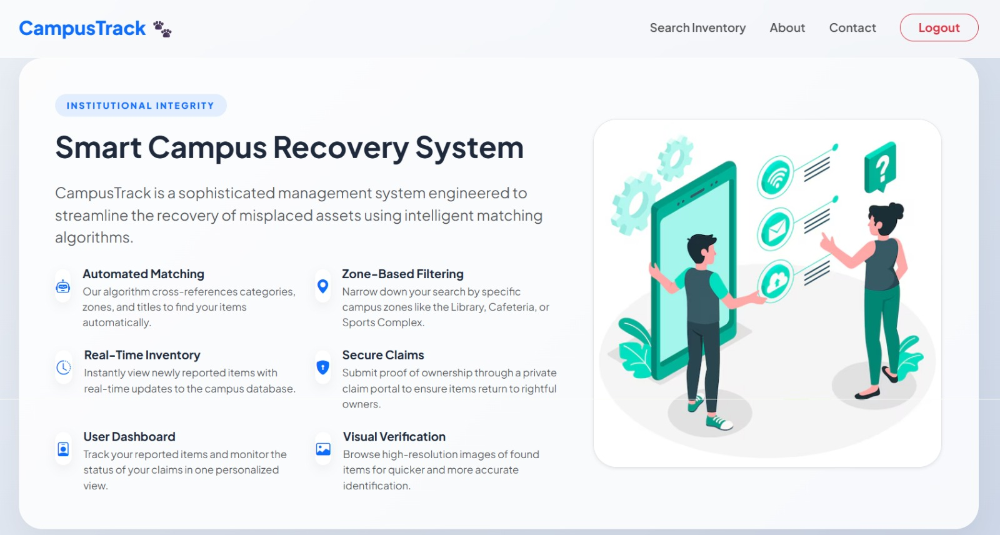 CampusTrack
Search Inventory
About
Contact
Logout
INSTITUTIONAL INTEGRITY
Smart Campus Recovery System
CampusTrack is a sophisticated management system engineered to
streamline the recovery of misplaced assets using intelligent matching
algorithms.
Automated Matching
Our algorithm cross-references categories,
zones, and titles to find your items
automatically.
Zone-Based Filtering
Narrow down your search by specific
campus zones like the Library, Cafeteria, or
Sports Complex.
Real-Time Inventory
Instantly view newly reported items with
real-time updates to the campus database.
Secure Claims
Submit proof of ownership through a private
claim portal to ensure items return to rightful
owners.
User Dashboard
Track your reported items and monitor the
status of your claims in one personalized
view.
Visual Verification
Browse high-resolution images of found
items for quicker and more accurate
identification.
?